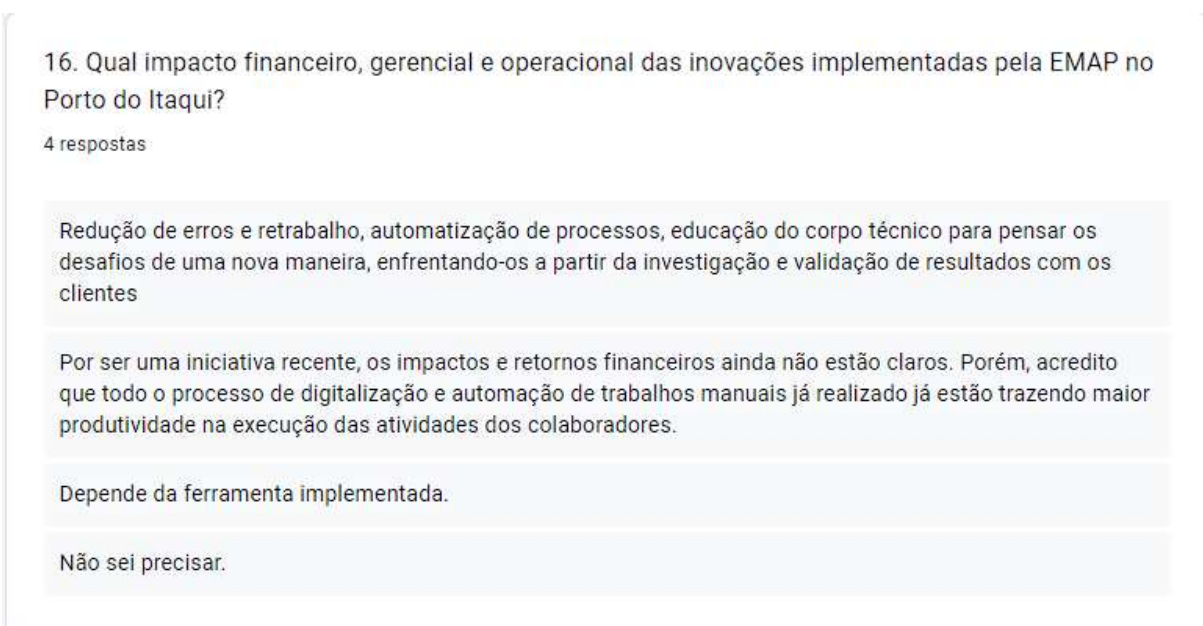 16. Qual impacto financeiro, gerencial e operacional das inovações implementadas pela EMAP no
Porto do Itaqui?
4 respostas
Redução de erros e retrabalho, automatização de processos, educação do corpo técnico para pensar os
desafios de uma nova maneira, enfrentando-os a partir da investigação e validação de resultados com os
clientes
Por ser uma iniciativa recente, os impactos e retornos financeiros ainda não estão claros. Porém, acredito
que todo o processo de digitalização e automação de trabalhos manuais já realizado já estão trazendo maior
produtividade na execução das atividades dos colaboradores.
Depende da ferramenta implementada.
Não sei precisar.